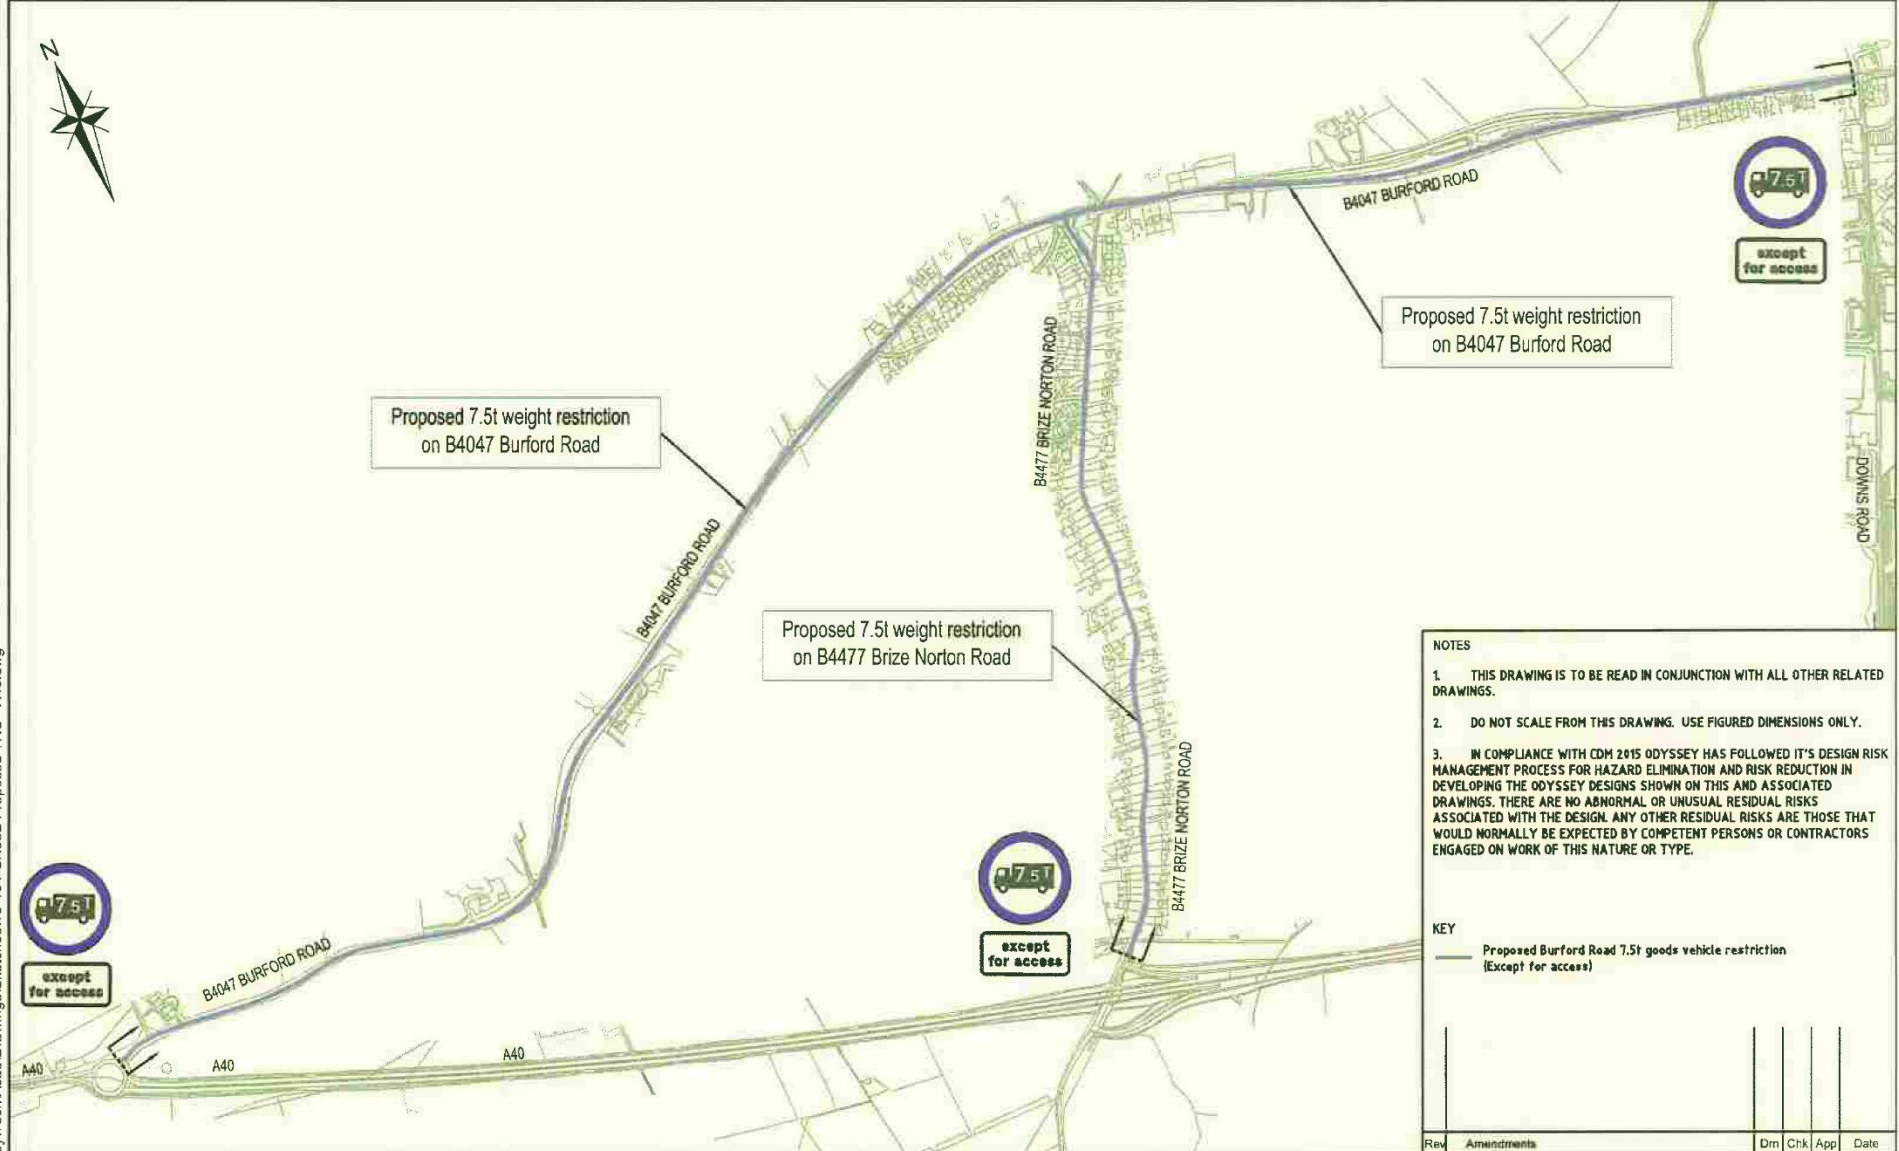 N
B4047 BURFORD ROAD
7.5T
except
for access
Proposed 7.5t weight restriction
on B4047 Burford Road
B4477 BRIZE NORTON ROAD
Proposed 7.5t weight restriction
on B4047 Burford Road
DOWNS ROAD
B4047 BURFORD ROAD
Proposed 7.5t weight restriction
on B4477 Brize Norton Road
B4477 BRIZE NORTON ROAD
7.5T
except
for access
7.5T
except
for access
B4047 BURFORD ROAD
A40
A40
A40
NOTES
1. THIS DRAWING IS TO BE READ IN CONJUNCTION WITH ALL OTHER RELATED
DRAWINGS.
2. DO NOT SCALE FROM THIS DRAWING. USE FIGURED DIMENSIONS ONLY.
3. IN COMPLIANCE WITH CDM 2015 ODYSSEY HAS FOLLOWED IT'S DESIGN RISK
MANAGEMENT PROCESS FOR HAZARD ELIMINATION AND RISK REDUCTION IN
DEVELOPING THE ODYSSEY DESIGNS SHOWN ON THIS AND ASSOCIATED
DRAWINGS. THERE ARE NO ABNORMAL OR UNUSUAL RESIDUAL RISKS
ASSOCIATED WITH THE DESIGN. ANY OTHER RESIDUAL RISKS ARE THOSE THAT
WOULD NORMALLY BE EXPECTED BY COMPETENT PERSONS OR CONTRACTORS
ENGAGED ON WORK OF THIS NATURE OR TYPE.
KEY
Proposed Burford Road 7.5t goods vehicle restriction
(Except for access)
Rev Amendments Drn Chk App Date